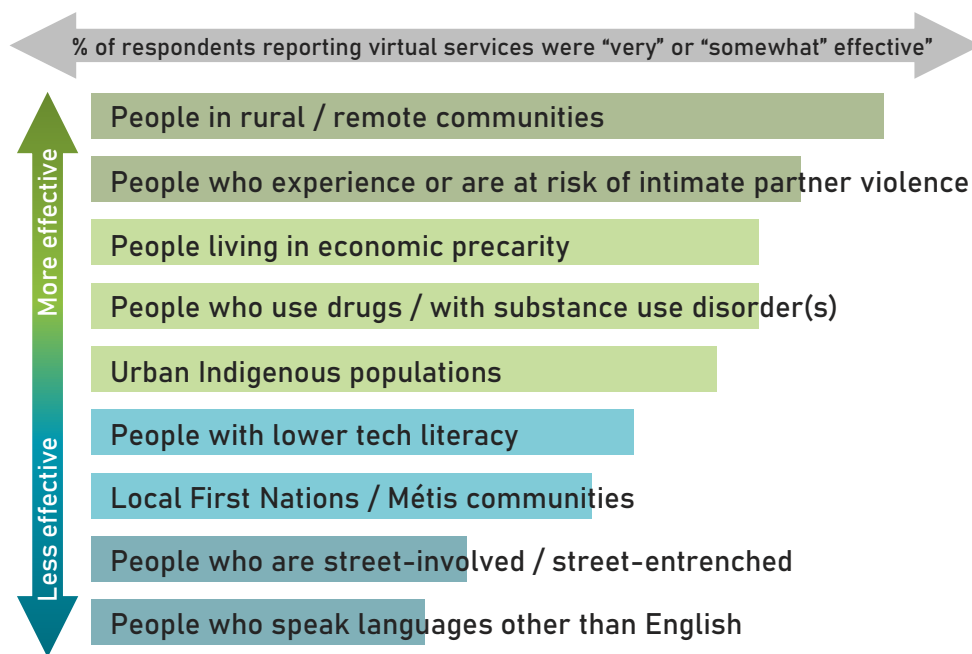 % of respondents reporting virtual services were “very” or “somewhat” effective”
More effective
Less effective
People in rural / remote communities
People who experience or are at risk of intimate partner violence
People living in economic precarity
People who use drugs / with substance use disorder(s)
Urban Indigenous populations
People with lower tech literacy
Local First Nations / Métis communities
People who are street-involved / street-entrenched
People who speak languages other than English